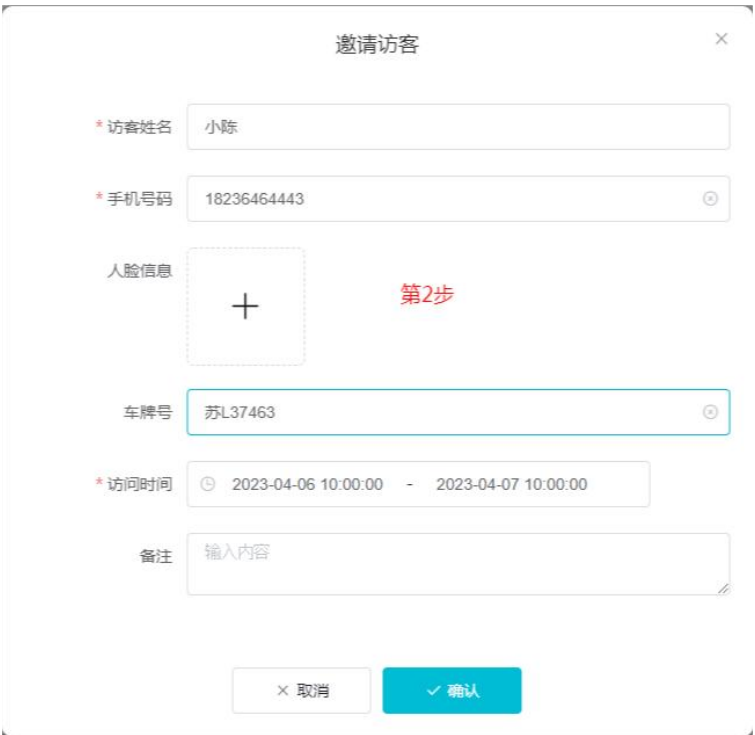 邀请访客
* 访客姓名 小陈
* 手机号码 18236464443
人脸信息
第2步
车牌号 苏L37463
* 访问时间 2023-04-06 10:00:00 - 2023-04-07 10:00:00
备注 输入内容
取消 确认